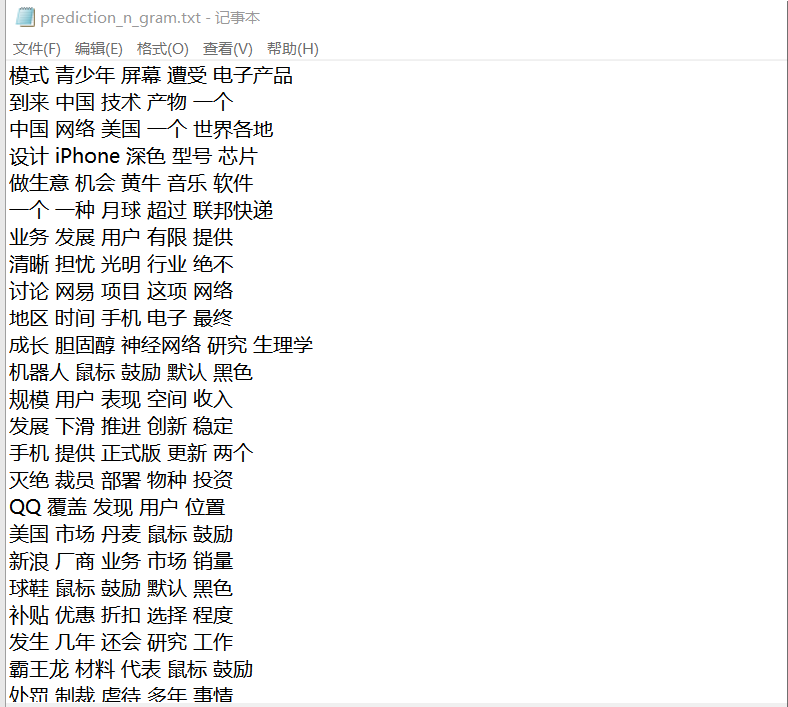 prediction_n_gram.txt - 记事本
文件(F) 编辑(E) 格式(O) 查看(V) 帮助(H)
模式 青少年 屏幕 遭受 电子产品
到来 中国 技术 产物 一个
中国 网络 美国 一个 世界各地
设计 iPhone 深色 型号 芯片
做生意 机会 黄牛 音乐 软件
一个 一种 月球 超过 联邦快递
业务 发展 用户 有限 提供
清晰 担忧 光明 行业 绝不
讨论 网易 项目 这项 网络
地区 时间 手机 电子 最终
成长 胆固醇 神经网络 研究 生理学
机器人 鼠标 鼓励 默认 黑色
规模 用户 表现 空间 收入
发展 下滑 推进 创新 稳定
手机 提供 正式版 更新 两个
灭绝 裁员 部署 物种 投资
QQ 覆盖 发现 用户 位置
美国 市场 丹麦 鼠标 鼓励
新浪 厂商 业务 市场 销量
球鞋 鼠标 鼓励 默认 黑色
补贴 优惠 折扣 选择 程度
发生 几年 还会 研究 工作
霸王龙 材料 代表 鼠标 鼓励
处罚 制裁 虐待 多年 事情